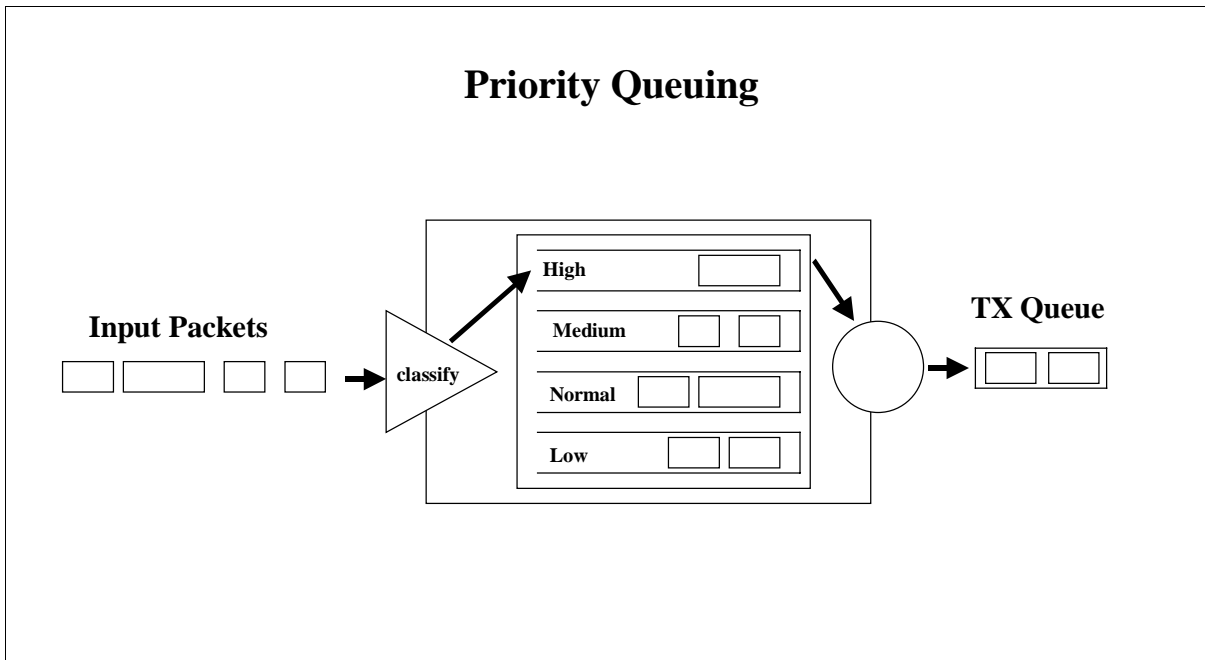 Priority Queuing
Input Packets
classify
High
Medium
Normal
Low
TX Queue